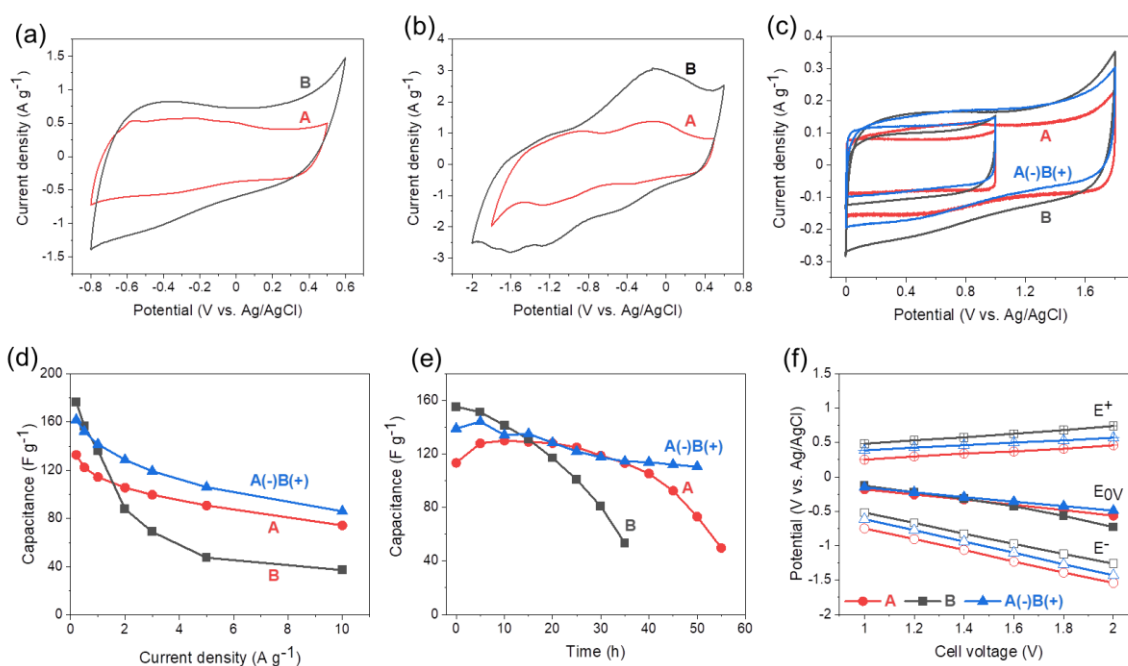 (a)
1.5
1.0
0.5
0
-0.5
-1.0
-1.5
Current density (A g⁻¹)
B
A
-0.8 -0.6 -0.4 -0.2 0 0.2 0.4 0.6
Potential (V vs. Ag/AgCl)
(b)
4
3
2
1
0
-1
-2
-3
Current density (A g⁻¹)
B
A
-2 -1.6 -1.2 -0.8 -0.4 0 0.4 0.8
Potential (V vs. Ag/AgCl)
(c)
0.4
0.3
0.2
0.1
0
-0.1
-0.2
-0.3
Current density (A g⁻¹)
A
A(-)B(+)
B
0 0.4 0.8 1.2 1.6
Potential (V vs. Ag/AgCl)
(d)
200
160
120
80
40
0
Capacitance (F g⁻¹)
A(-)B(+)
A
B
0 2 4 6 8 10
Current density (A g⁻¹)
(e)
160
120
80
40
0
Capacitance (F g⁻¹)
A(-)B(+)
A
B
0 10 20 30 40 50 60
Time (h)
(f)
1.5
1
0.5
0
-0.5
-1
-1.5
-2
Potential (V vs. Ag/AgCl)
E⁺
E₀ᵥ
E⁻
A B A(-)B(+)
1 1.2 1.4 1.6 1.8 2
Cell voltage (V)